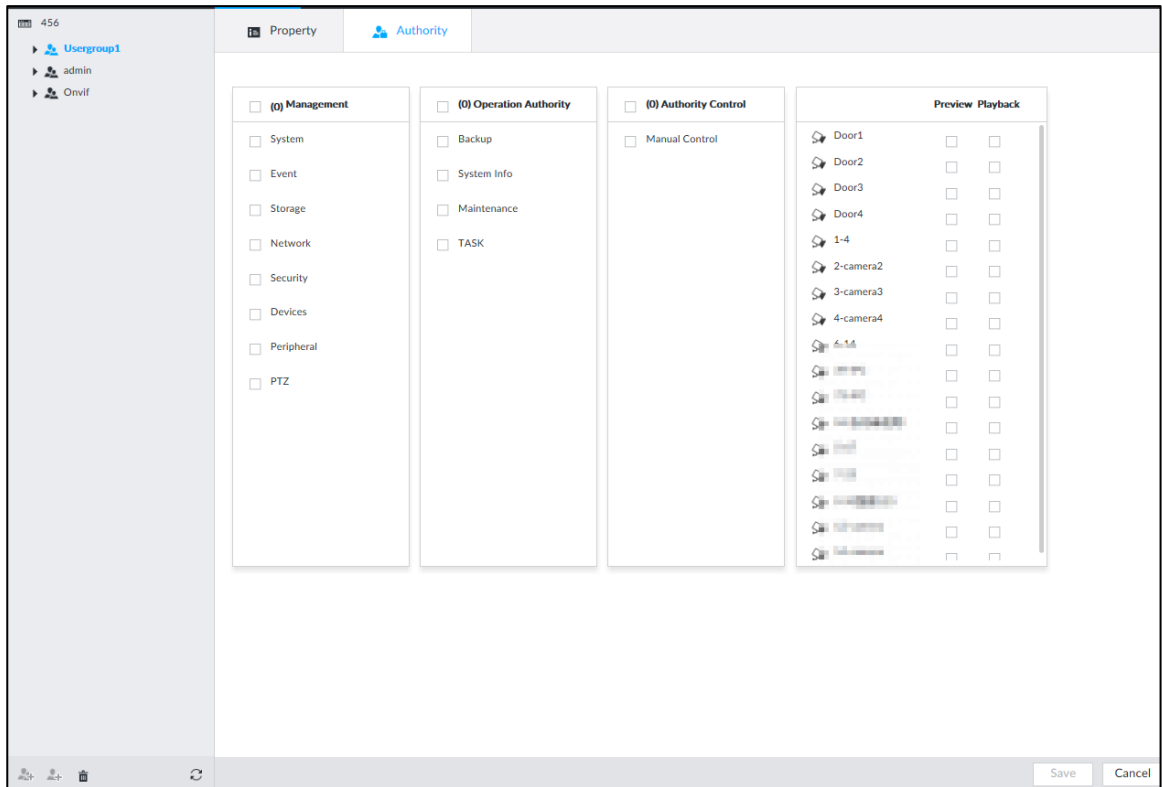 456
Usergroup1
admin
Onvif
Property
Authority
(0) Management
System
Event
Storage
Network
Security
Devices
Peripheral
PTZ
(0) Operation Authority
Backup
System Info
Maintenance
TASK
(0) Authority Control
Manual Control
Preview Playback
Door1
Door2
Door3
Door4
1-4
2-camera2
3-camera3
4-camera4
Save
Cancel